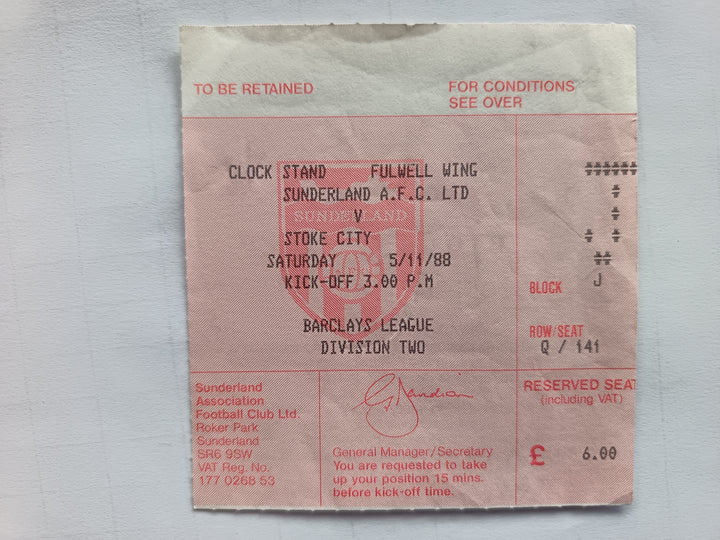 TO BE RETAINED
FOR CONDITIONS
SEE OVER
CLOCK STAND FULWELL WING
SUNDERLAND A.F.C. LTD
SUNDERLAND
V
STOKE CITY
SATURDAY 5/11/88
KICK-OFF 3.00 P.M
BARCLAYS LEAGUE
DIVISION TWO
BLOCK J
ROW/SEAT
Q / 141
Sunderland
Association
Football Club Ltd.
Roker Park
Sunderland
SR6 9SW
VAT Reg. No.
177 0268 53
General Manager/Secretary
You are requested to take
up your position 15 mins.
before kick-off time.
RESERVED SEAT
(including VAT)
£ 6.00